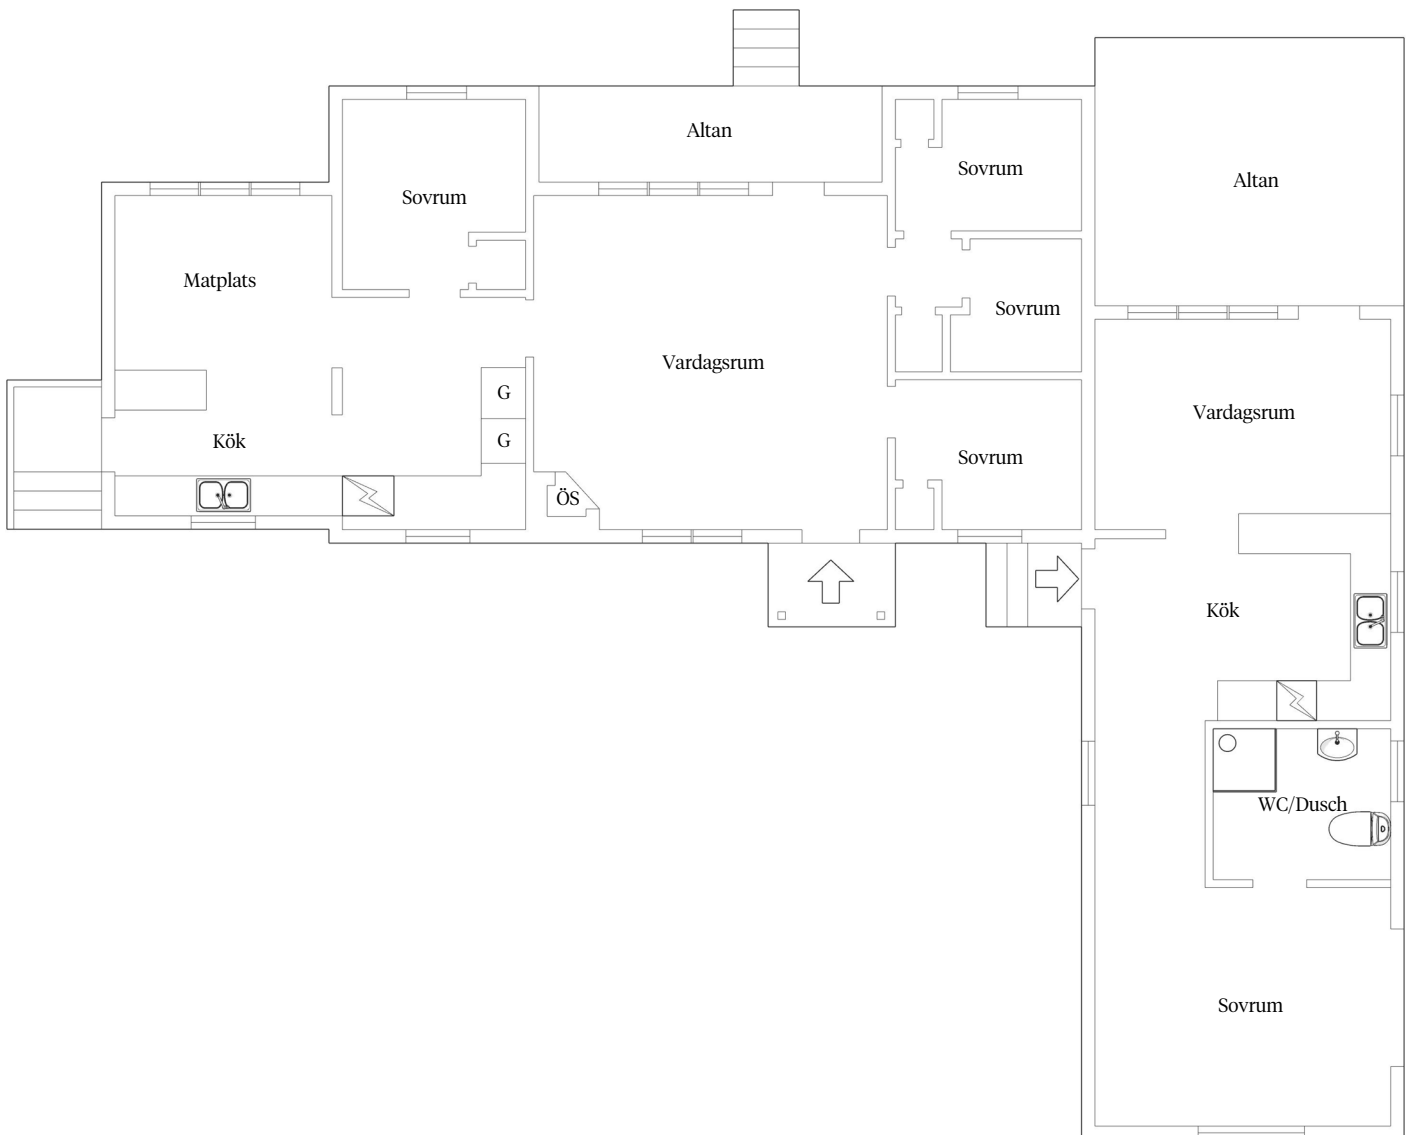 Altan
Sovrum
Altan
Sovrum
Matplats
Sovrum
Vardagsrum
G
Vardagsrum
Kök
G
Sovrum
ÖS
Kök
WC/Dusch
Sovrum